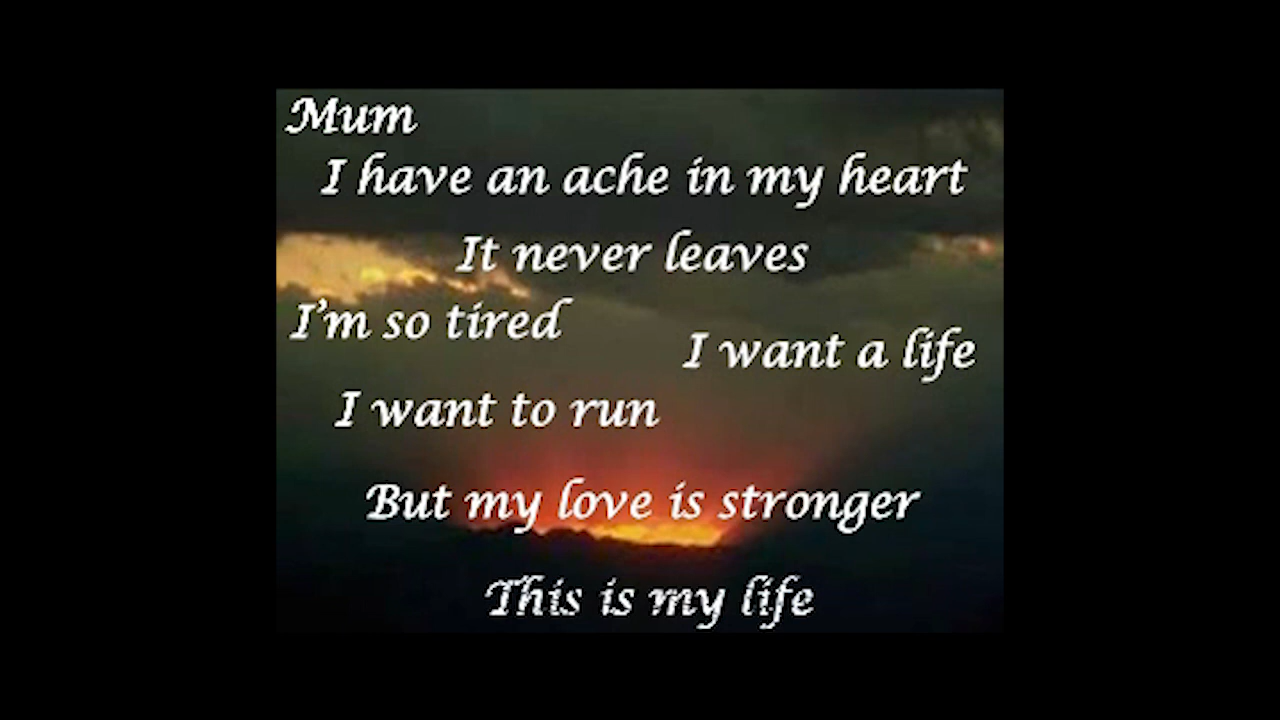 Mum
I have an ache in my heart
It never leaves
I'm so tired
I want a life
I want to run
But my love is stronger
This is my life